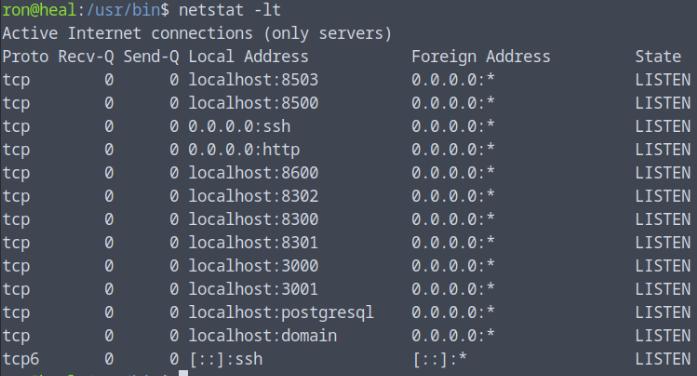 ron@heal:/usr/bin$ netstat -lt
Active Internet connections (only servers)
Proto Recv-Q Send-Q Local Address           Foreign Address         State
tcp        0      0 localhost:8503          0.0.0.0:*               LISTEN
tcp        0      0 localhost:8500          0.0.0.0:*               LISTEN
tcp        0      0 0.0.0.0:ssh             0.0.0.0:*               LISTEN
tcp        0      0 0.0.0.0:http            0.0.0.0:*               LISTEN
tcp        0      0 localhost:8600          0.0.0.0:*               LISTEN
tcp        0      0 localhost:8302          0.0.0.0:*               LISTEN
tcp        0      0 localhost:8300          0.0.0.0:*               LISTEN
tcp        0      0 localhost:8301          0.0.0.0:*               LISTEN
tcp        0      0 localhost:3000          0.0.0.0:*               LISTEN
tcp        0      0 localhost:3001          0.0.0.0:*               LISTEN
tcp        0      0 localhost:postgresql    0.0.0.0:*               LISTEN
tcp        0      0 localhost:domain        0.0.0.0:*               LISTEN
tcp6       0      0 [::]:ssh                [::]:*                  LISTEN